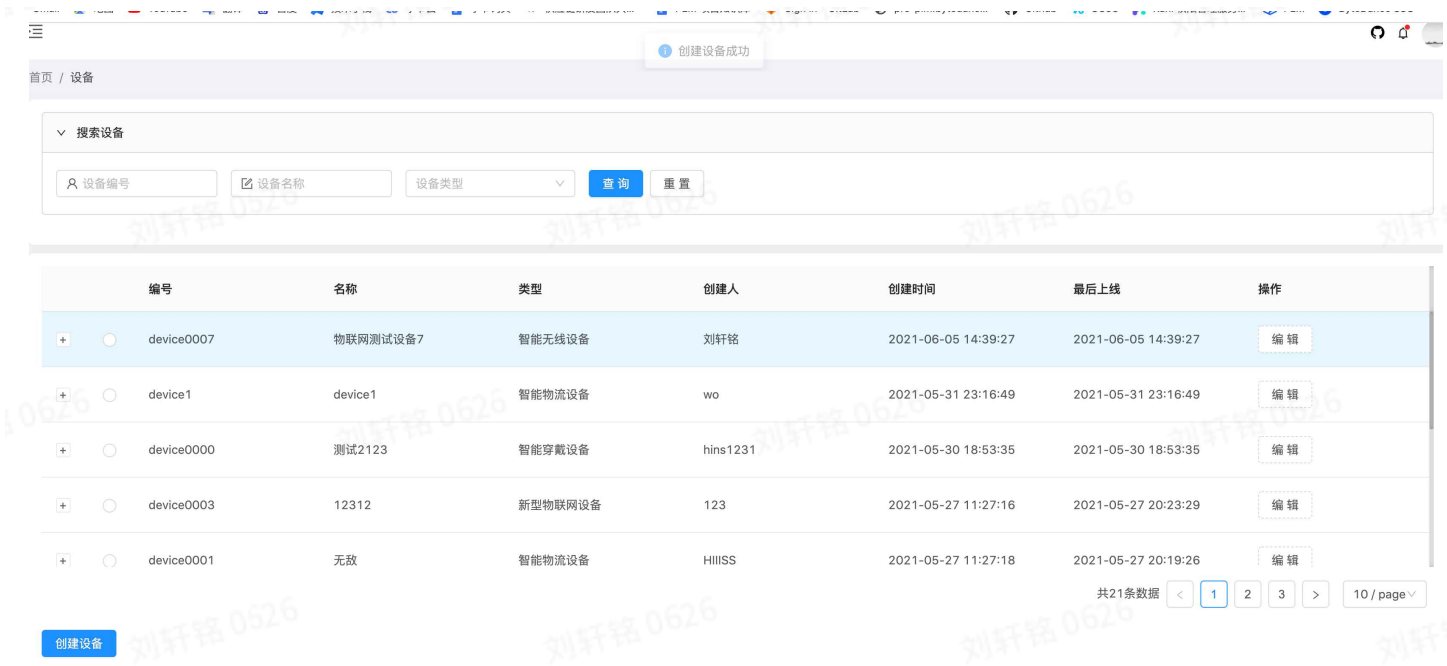 创建设备成功
首页 / 设备
搜索设备
设备编号 设备名称 设备类型 查 询 重 置
编号 名称 类型 创建人 创建时间 最后上线 操作
device0007 物联网测试设备7 智能无线设备 刘轩铭 2021-06-05 14:39:27 2021-06-05 14:39:27 编 辑
device1 device1 智能物流设备 wo 2021-05-31 23:16:49 2021-05-31 23:16:49 编 辑
device0000 测试2123 智能穿戴设备 hins1231 2021-05-30 18:53:35 2021-05-30 18:53:35 编 辑
device0003 12312 新型物联网设备 123 2021-05-27 11:27:16 2021-05-27 20:23:29 编 辑
device0001 无敌 智能物流设备 HIIISS 2021-05-27 11:27:18 2021-05-27 20:19:26 编 辑
共21条数据 < 1 2 3 > 10 / page
创建设备
刘轩铭 0626